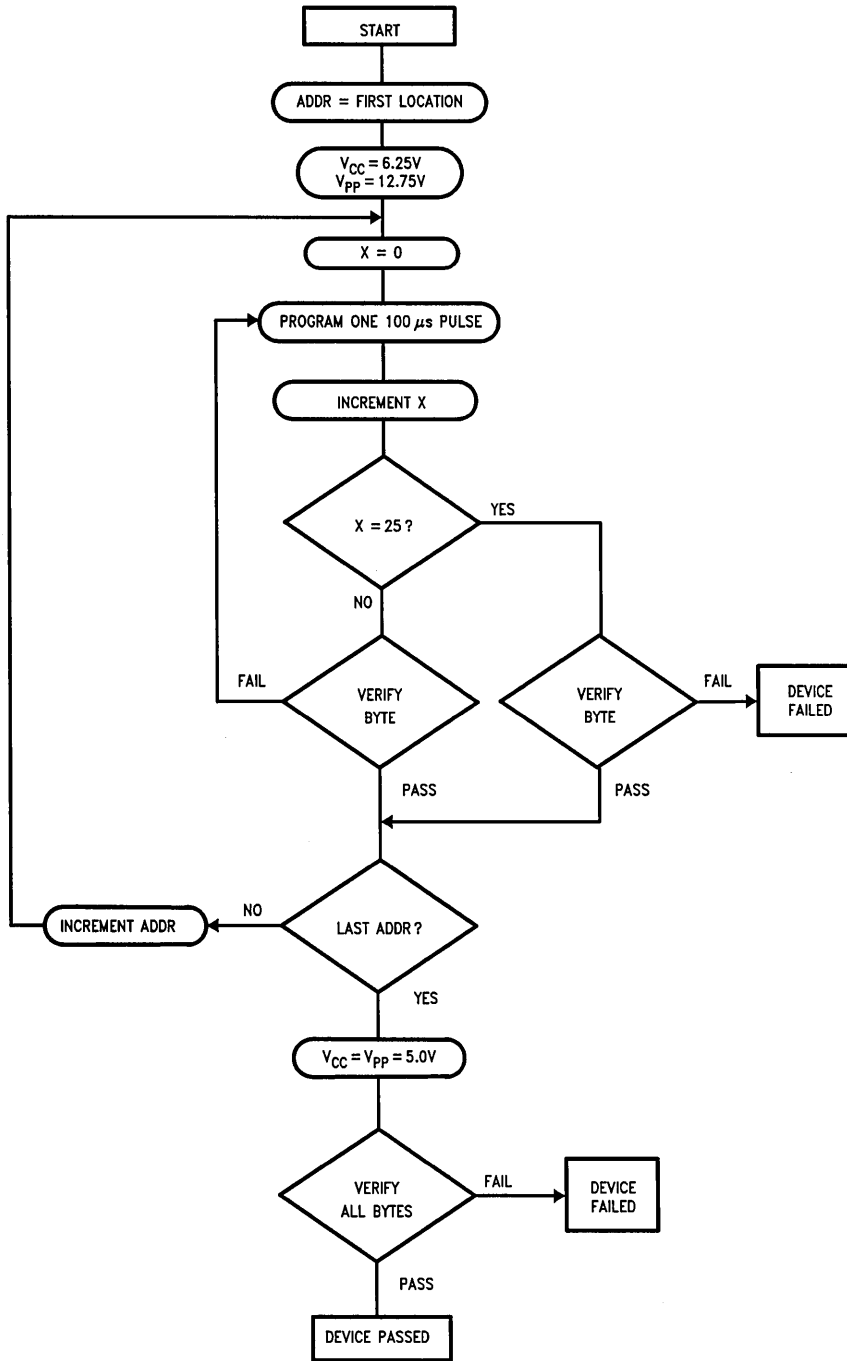 START
ADDR = FIRST LOCATION
VCC = 6.25V
VPP = 12.75V
X = 0
PROGRAM ONE 100 μs PULSE
INCREMENT X
X = 25?
YES
NO
VERIFY
BYTE
FAIL
PASS
VERIFY
BYTE
FAIL
DEVICE
FAILED
PASS
LAST ADDR?
NO
INCREMENT ADDR
YES
VCC = VPP = 5.0V
VERIFY
ALL BYTES
FAIL
DEVICE
FAILED
PASS
DEVICE PASSED